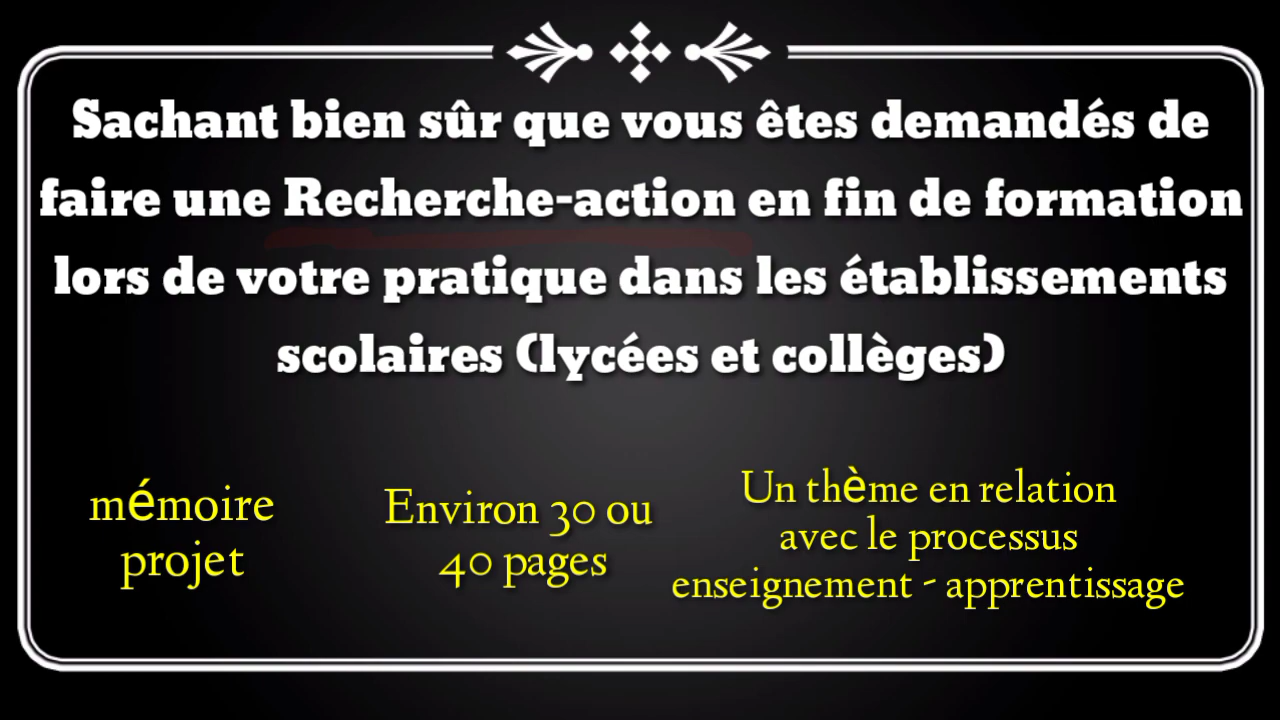 Sachant bien sûr que vous êtes demandés de
faire une Recherche-action en fin de formation
lors de votre pratique dans les établissements
scolaires (lycées et collèges)
mémoire
projet
Environ 30 ou
40 pages
Un thème en relation
avec le processus
enseignement - apprentissage